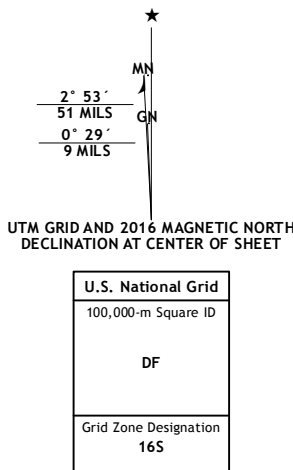 MN
2° 53´
51 MILS
GN
0° 29´
9 MILS
UTM GRID AND 2016 MAGNETIC NORTH
DECLINATION AT CENTER OF SHEET
U.S. National Grid
100,000-m Square ID
DF
Grid Zone Designation
16S